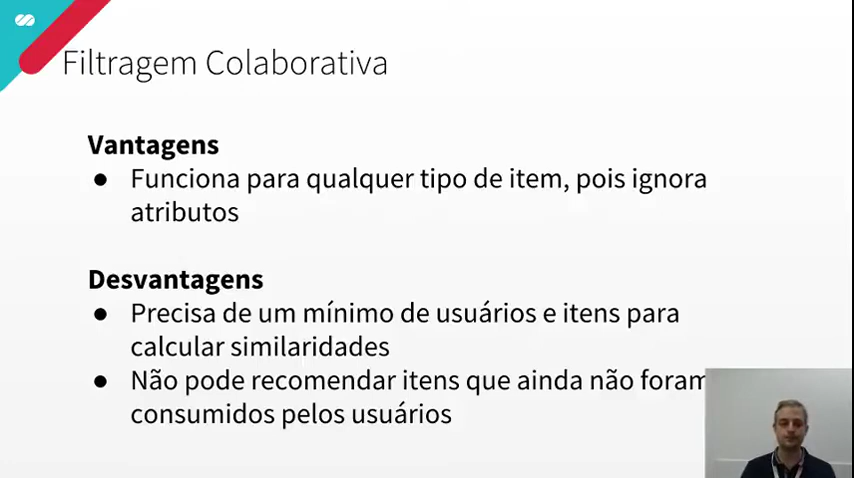 Filtragem Colaborativa
Vantagens
● Funciona para qualquer tipo de item, pois ignora
atributos
Desvantagens
● Precisa de um mínimo de usuários e itens para
calcular similaridades
● Não pode recomendar itens que ainda não foram
consumidos pelos usuários